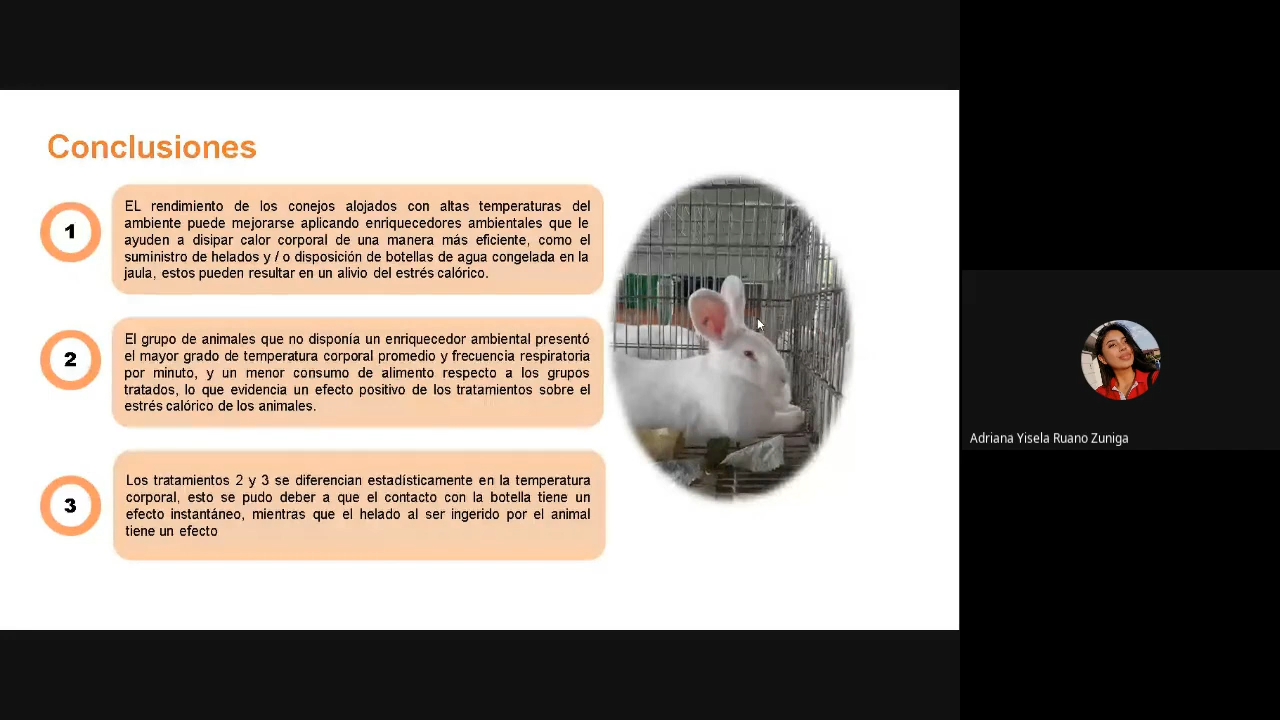 Conclusiones
1
EL rendimiento de los conejos alojados con altas temperaturas del
ambiente puede mejorarse aplicando enriquecedores ambientales que le
ayuden a disipar calor corporal de una manera más eficiente, como el
suministro de helados y / o disposición de botellas de agua congelada en la
jaula, estos pueden resultar en un alivio del estrés calórico.
2
El grupo de animales que no disponía un enriquecedor ambiental presentó
el mayor grado de temperatura corporal promedio y frecuencia respiratoria
por minuto, y un menor consumo de alimento respecto a los grupos
tratados, lo que evidencia un efecto positivo de los tratamientos sobre el
estrés calórico de los animales.
3
Los tratamientos 2 y 3 se diferencian estadísticamente en la temperatura
corporal, esto se pudo deber a que el contacto con la botella tiene un
efecto instantáneo, mientras que el helado al ser ingerido por el animal
tiene un efecto
Adriana Yisela Ruano Zuniga